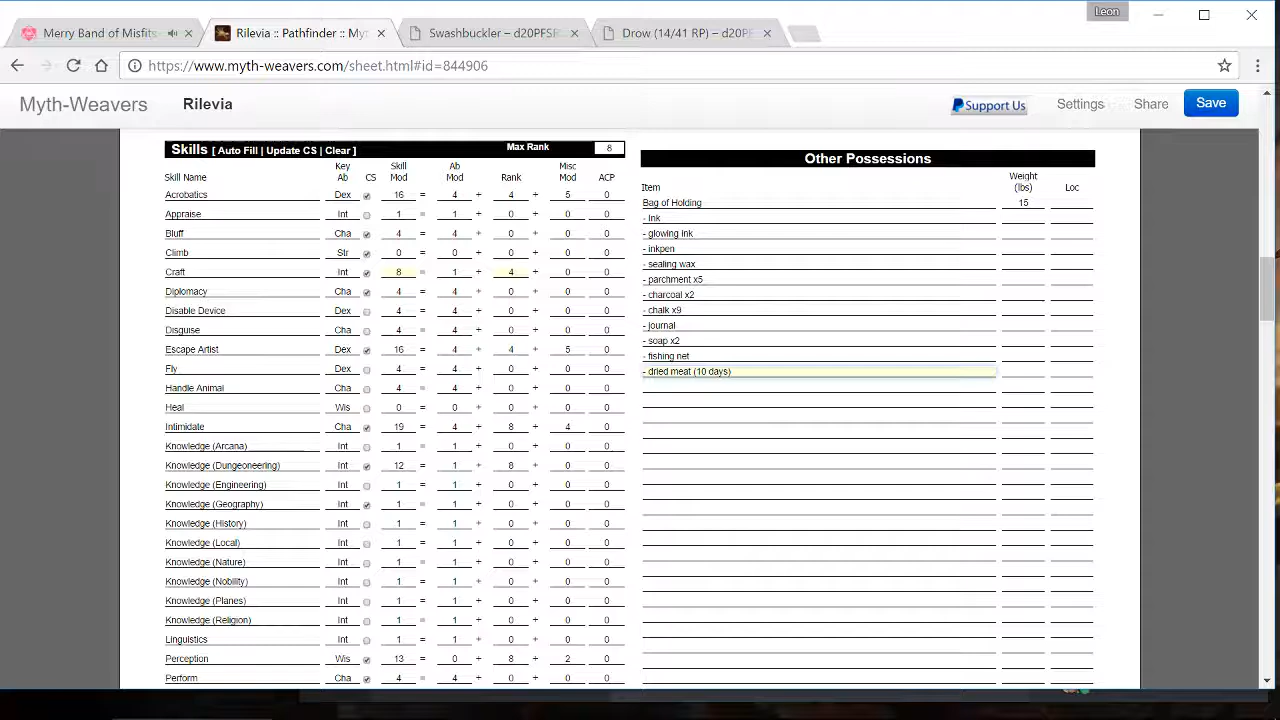 Leon
Merry Band of Misfits
Rilevia :: Pathfinder :: My
Swashbuckler – d20PFS
Drow (14/41 RP) – d20PF
https://www.myth-weavers.com/sheet.html#id=844906
Myth-Weavers Rilevia PayPal Support Us Settings Share Save
Skills [ Auto Fill | Update CS | Clear ] Max Rank 8
Skill Name Key Ab CS Skill Mod Ab Mod Rank Misc Mod ACP
Acrobatics Dex 16 = 4 + 4 + 5 0
Appraise Int 1 = 1 + 0 + 0 0
Bluff Cha 4 = 4 + 0 + 0 0
Climb Str 0 = 0 + 0 + 0 0
Craft Int 8 = 1 + 4 + 0 0
Diplomacy Cha 4 = 4 + 0 + 0 0
Disable Device Dex 4 = 4 + 0 + 0 0
Disguise Cha 4 = 4 + 0 + 0 0
Escape Artist Dex 16 = 4 + 4 + 5 0
Fly Dex 4 = 4 + 0 + 0 0
Handle Animal Cha 4 = 4 + 0 + 0 0
Heal Wis 0 = 0 + 0 + 0 0
Intimidate Cha 19 = 4 + 8 + 4 0
Knowledge (Arcana) Int 1 = 1 + 0 + 0 0
Knowledge (Dungeoneering) Int 12 = 1 + 8 + 0 0
Knowledge (Engineering) Int 1 = 1 + 0 + 0 0
Knowledge (Geography) Int 1 = 1 + 0 + 0 0
Knowledge (History) Int 1 = 1 + 0 + 0 0
Knowledge (Local) Int 1 = 1 + 0 + 0 0
Knowledge (Nature) Int 1 = 1 + 0 + 0 0
Knowledge (Nobility) Int 1 = 1 + 0 + 0 0
Knowledge (Planes) Int 1 = 1 + 0 + 0 0
Knowledge (Religion) Int 1 = 1 + 0 + 0 0
Linguistics Int 1 = 1 + 0 + 0 0
Perception Wis 13 = 0 + 8 + 2 0
Perform Cha 4 = 4 + 0 + 0 0
Other Possessions
Item Weight (lbs) Loc
Bag of Holding 15
- Ink
- glowing ink
- inkpen
- sealing wax
- parchment x5
- charcoal x2
- chalk x9
- journal
- soap x2
- fishing net
- dried meat (10 days)